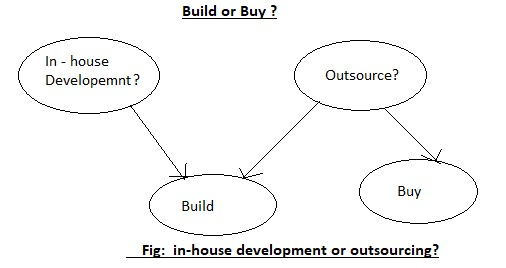 Build or Buy ?
In - house
Developemnt ?
Outsource?
Build
Buy
Fig: in-house development or outsourcing?